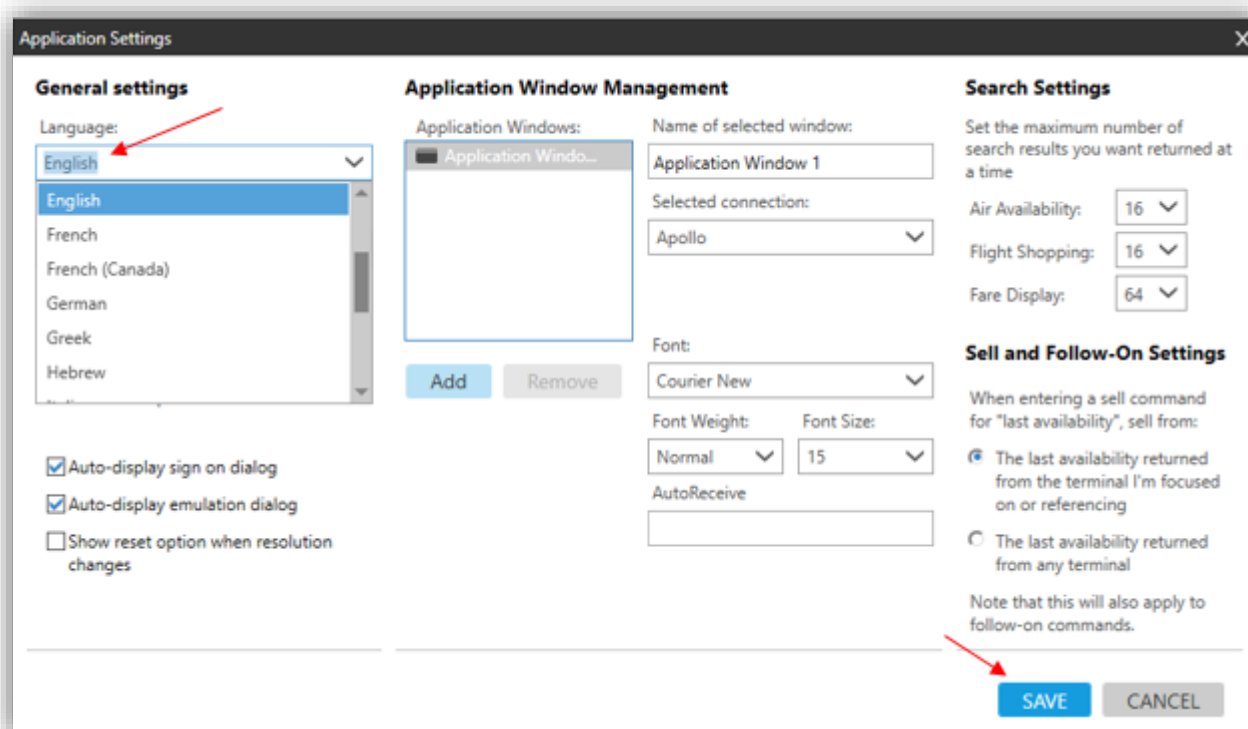 Application Settings
X
General settings
Language:
English
English
French
French (Canada)
German
Greek
Hebrew
Auto-display sign on dialog
Auto-display emulation dialog
Show reset option when resolution
changes
Application Window Management
Application Windows:
Application Windo...
Add
Remove
Name of selected window:
Application Window 1
Selected connection:
Apollo
Font:
Courier New
Font Weight:
Font Size:
Normal
15
AutoReceive
Search Settings
Set the maximum number of
search results you want returned at
a time
Air Availability:
16
Flight Shopping:
16
Fare Display:
64
Sell and Follow-On Settings
When entering a sell command
for "last availability", sell from:
The last availability returned
from the terminal I'm focused
on or referencing
The last availability returned
from any terminal
Note that this will also apply to
follow-on commands.
SAVE
CANCEL